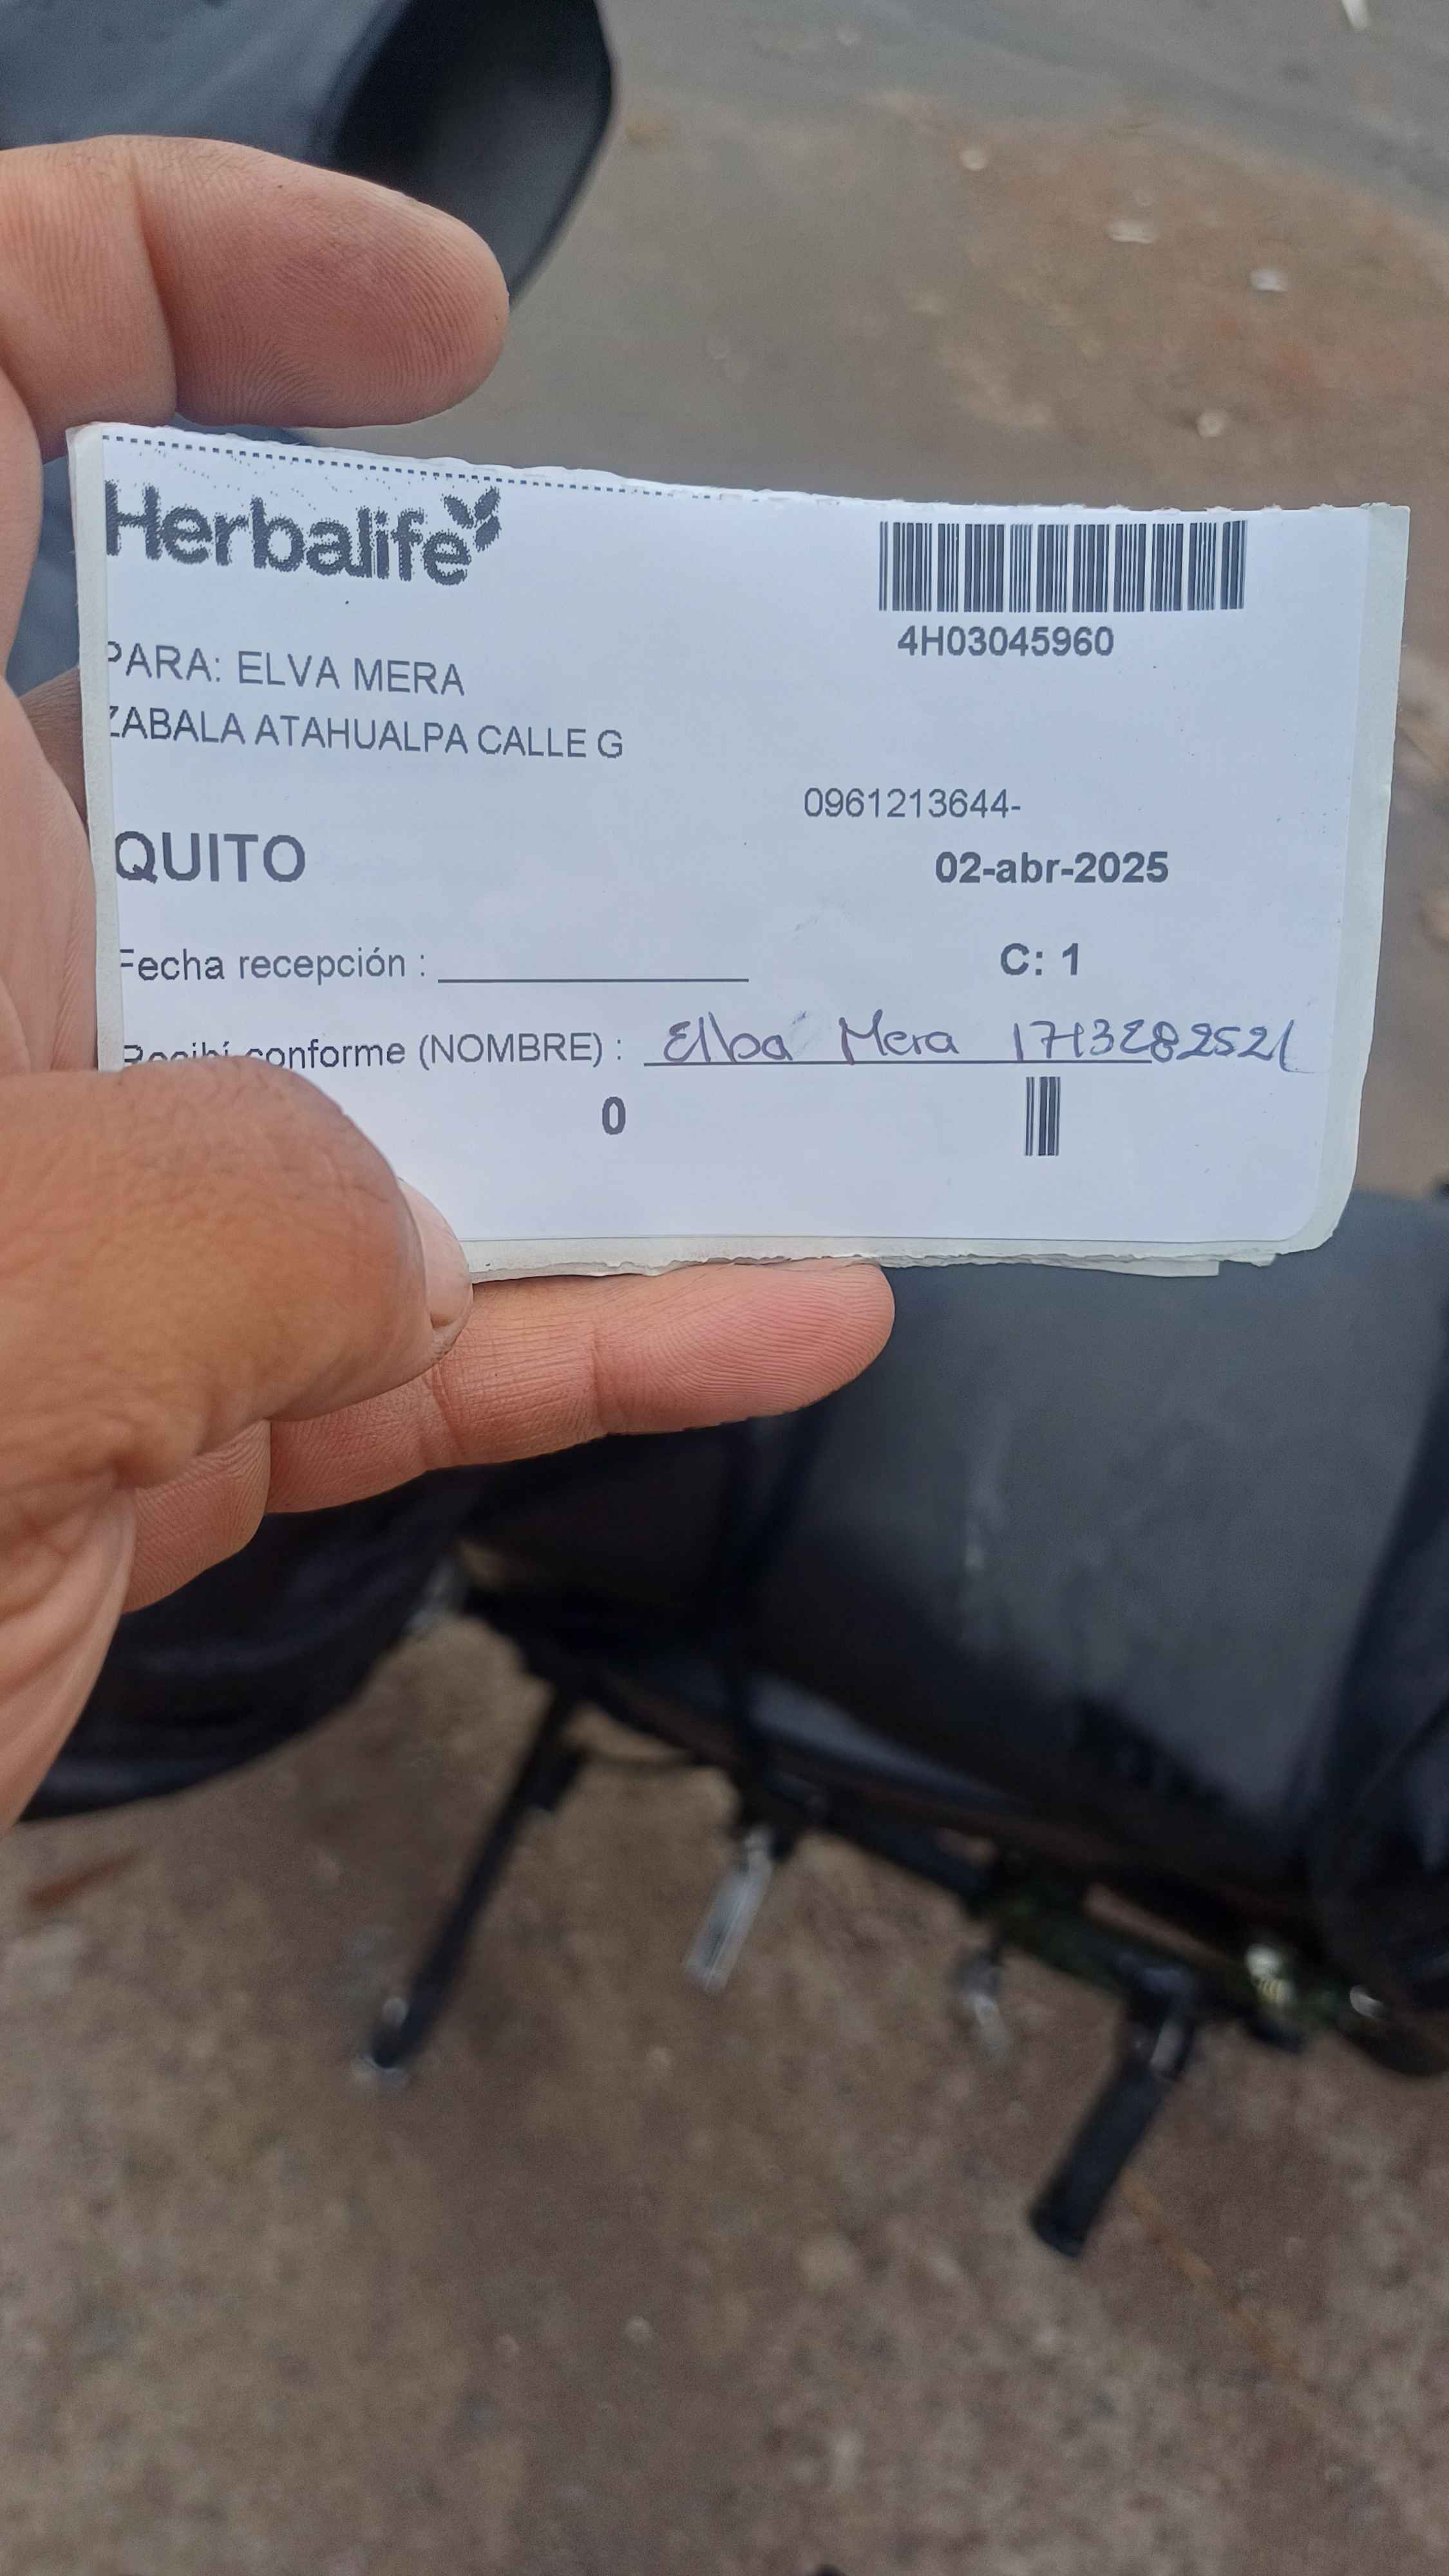 Herbalife
4H03045960
PARA: ELVA MERA
ZABALA ATAHUALPA CALLE G
0961213644-
QUITO
02-abr-2025
Fecha recepción :
C: 1
Recibí conforme (NOMBRE) : Elba Mera 1713282521
0